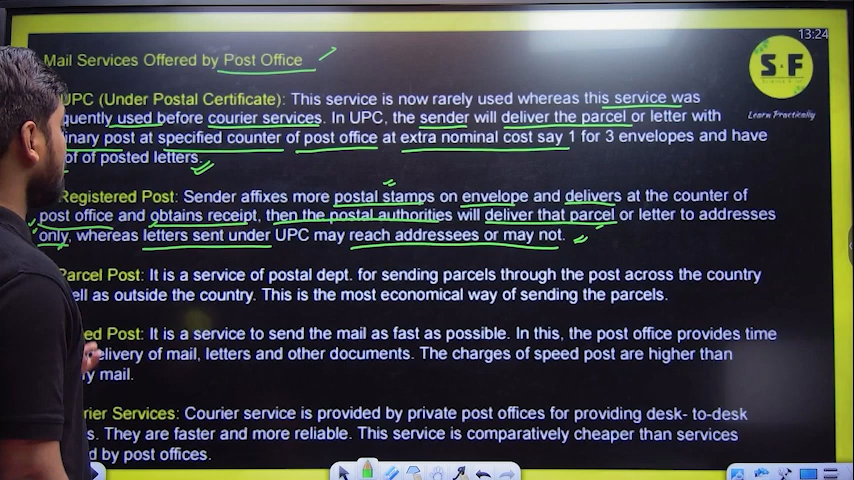 13:24
Mail Services Offered by Post Office
S.F
Learn Practically
UPC (Under Postal Certificate): This service is now rarely used whereas this service was
quently used before courier services. In UPC, the sender will deliver the parcel or letter with
inary post at specified counter of post office at extra nominal cost say 1 for 3 envelopes and have
of of posted letters.
Registered Post: Sender affixes more postal stamps on envelope and delivers at the counter of
post office and obtains receipt, then the postal authorities will deliver that parcel or letter to addresses
only, whereas letters sent under UPC may reach addressees or may not.
Parcel Post: It is a service of postal dept. for sending parcels through the post across the country
ell as outside the country. This is the most economical way of sending the parcels.
ed Post: It is a service to send the mail as fast as possible. In this, the post office provides time
elivery of mail, letters and other documents. The charges of speed post are higher than
y mail.
rier Services: Courier service is provided by private post offices for providing desk- to-desk
s. They are faster and more reliable. This service is comparatively cheaper than services
d by post offices.